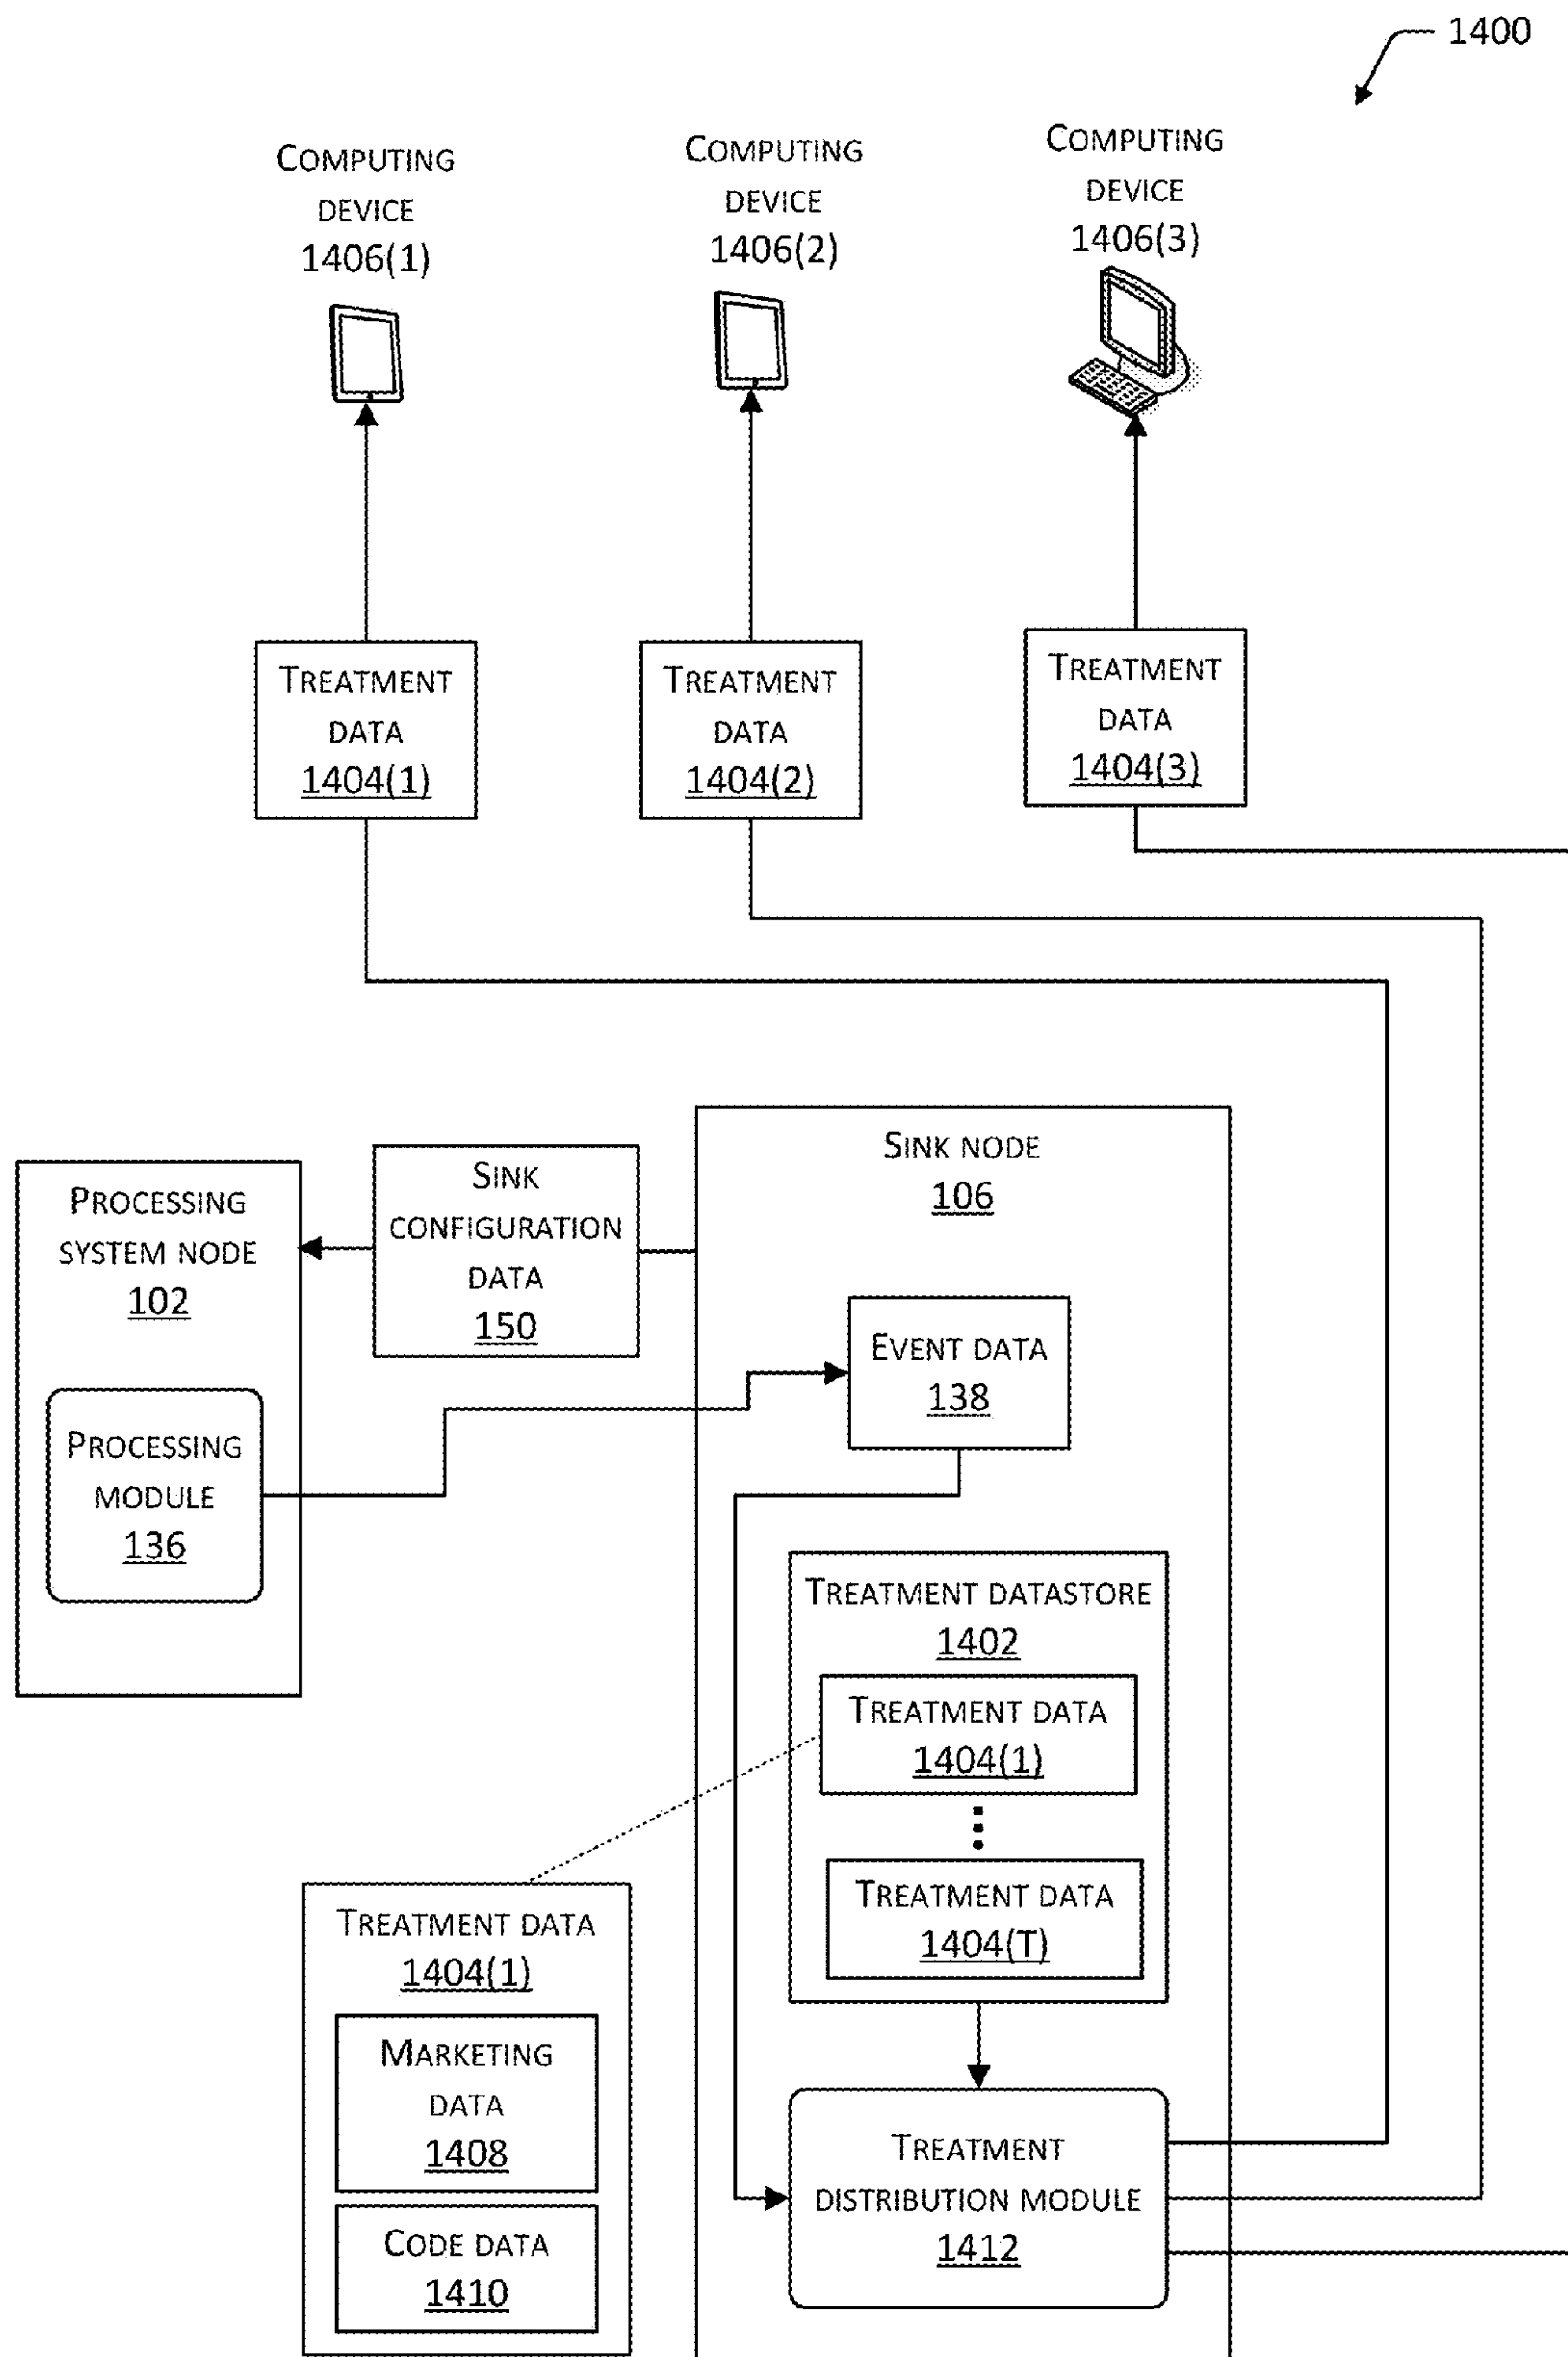 1400
COMPUTING
DEVICE
1406(1)
COMPUTING
DEVICE
1406(2)
COMPUTING
DEVICE
1406(3)
TREATMENT
DATA
1404(1)
TREATMENT
DATA
1404(2)
TREATMENT
DATA
1404(3)
PROCESSING
SYSTEM NODE
102
PROCESSING
MODULE
136
SINK
CONFIGURATION
DATA
150
SINK NODE
106
EVENT DATA
138
TREATMENT DATASTORE
1402
TREATMENT DATA
1404(1)
TREATMENT DATA
1404(T)
TREATMENT DATA
1404(1)
MARKETING
DATA
1408
CODE DATA
1410
TREATMENT
DISTRIBUTION MODULE
1412